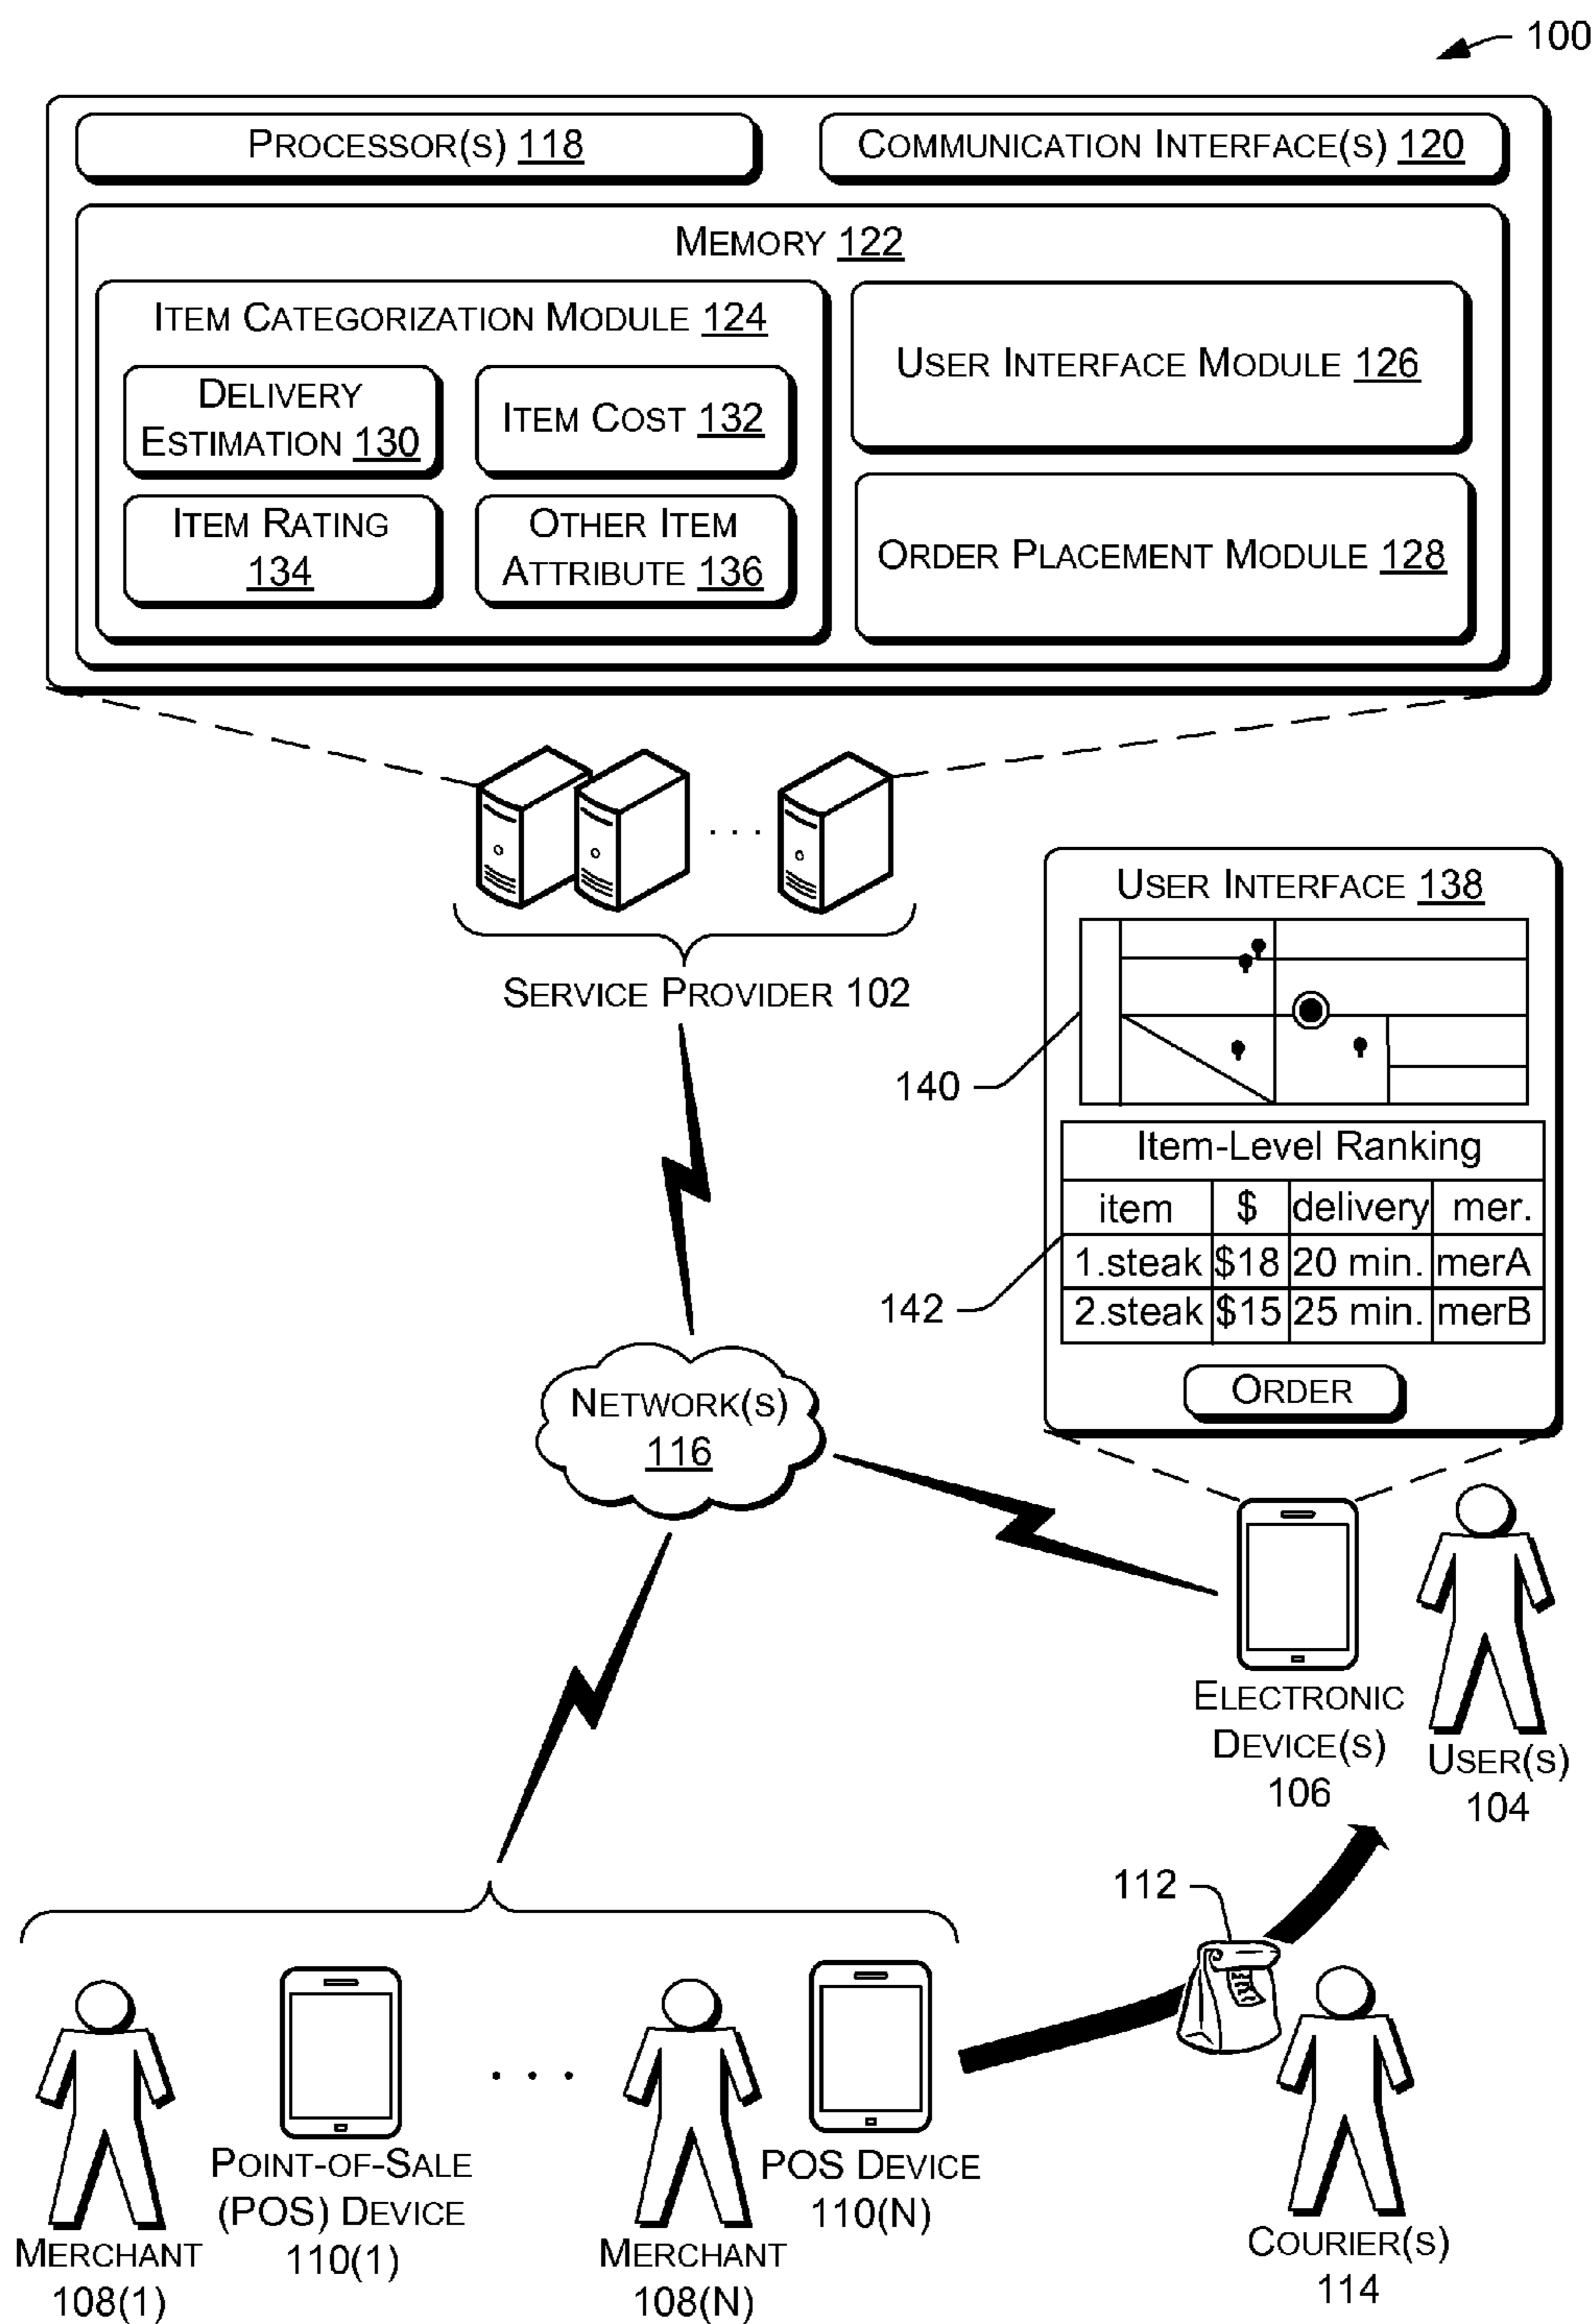 100
PROCESSOR(S) 118
COMMUNICATION INTERFACE(S) 120
MEMORY 122
ITEM CATEGORIZATION MODULE 124
DELIVERY
ESTIMATION 130
ITEM COST 132
ITEM RATING
134
OTHER ITEM
ATTRIBUTE 136
USER INTERFACE MODULE 126
ORDER PLACEMENT MODULE 128
SERVICE PROVIDER 102
USER INTERFACE 138
140
Item-Level Ranking
item $ delivery mer.
1.steak $18 20 min. merA
2.steak $15 25 min. merB
142
ORDER
NETWORK(S)
116
ELECTRONIC
DEVICE(S)
106
USER(S)
104
112
MERCHANT
108(1)
POINT-OF-SALE
(POS) DEVICE
110(1)
MERCHANT
108(N)
POS DEVICE
110(N)
COURIER(S)
114